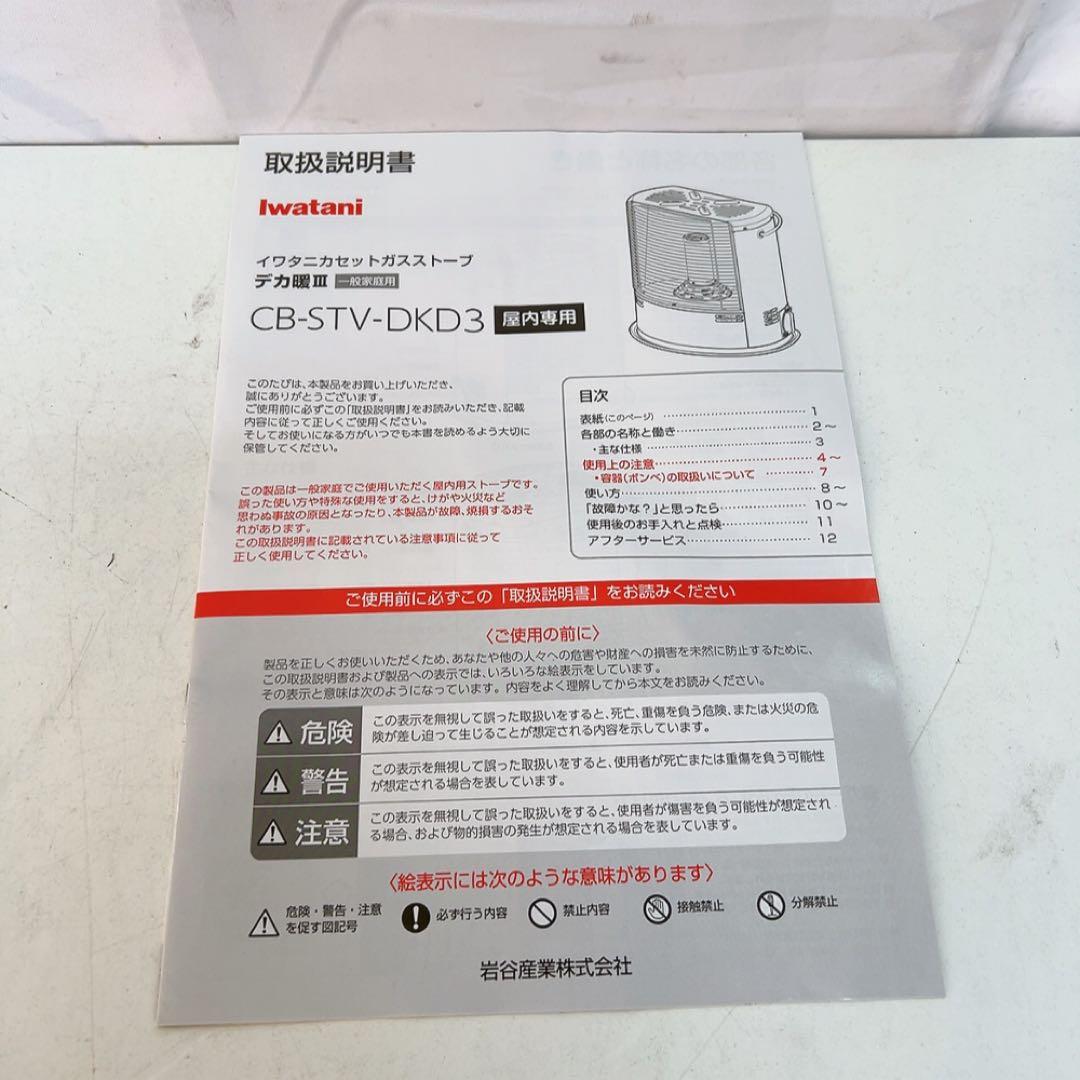 取扱説明書
Iwatani
イワタニカセットガスストーブ
デカ暖Ⅲ 一般家庭用
CB-STV-DKD3 屋内専用
このたびは、本製品をお買い上げいただき、
誠にありがとうございます。
ご使用前に必ずこの「取扱説明書」をお読みいただき、記載
内容に従って正しくご使用ください。
そしてお使いになる方がいつでも本書を読めるよう大切に
保管してください。
この製品は一般家庭でご使用いただく屋内用ストーブです。
誤った使い方や特殊な使用をすると、けがや火災など
思わぬ事故の原因となったり、本製品が故障、焼損するおそ
れがあります。
この取扱説明書に記載されている注意事項に従って
正しく使用してください。
目次
表紙(このページ) 1
各部の名称と働き 2～
・主な仕様 3
使用上の注意 4～
・容器(ボンベ)の取扱いについて 7
使い方 8～
「故障かな?」と思ったら 10～
使用後のお手入れと点検 11
アフターサービス 12
ご使用前に必ずこの「取扱説明書」をお読みください
〈ご使用の前に〉
製品を正しくお使いいただくため、あなたや他の人々への危害や財産への損害を未然に防止するために、
この取扱説明書および製品への表示では、いろいろな絵表示をしています。
その表示と意味は次のようになっています。内容をよく理解してから本文をお読みください。
危険
この表示を無視して誤った取扱いをすると、死亡、重傷を負う危険、または火災の危
険が差し迫って生じることが想定される内容を示しています。
警告
この表示を無視して誤った取扱いをすると、使用者が死亡または重傷を負う可能性
が想定される場合を表しています。
注意
この表示を無視して誤った取扱いをすると、使用者が傷害を負う可能性が想定され
る場合、および物的損害の発生が想定される場合を表しています。
〈絵表示には次のような意味があります〉
危険・警告・注意
を促す図記号
必ず行う内容
禁止内容
接触禁止
分解禁止
岩谷産業株式会社